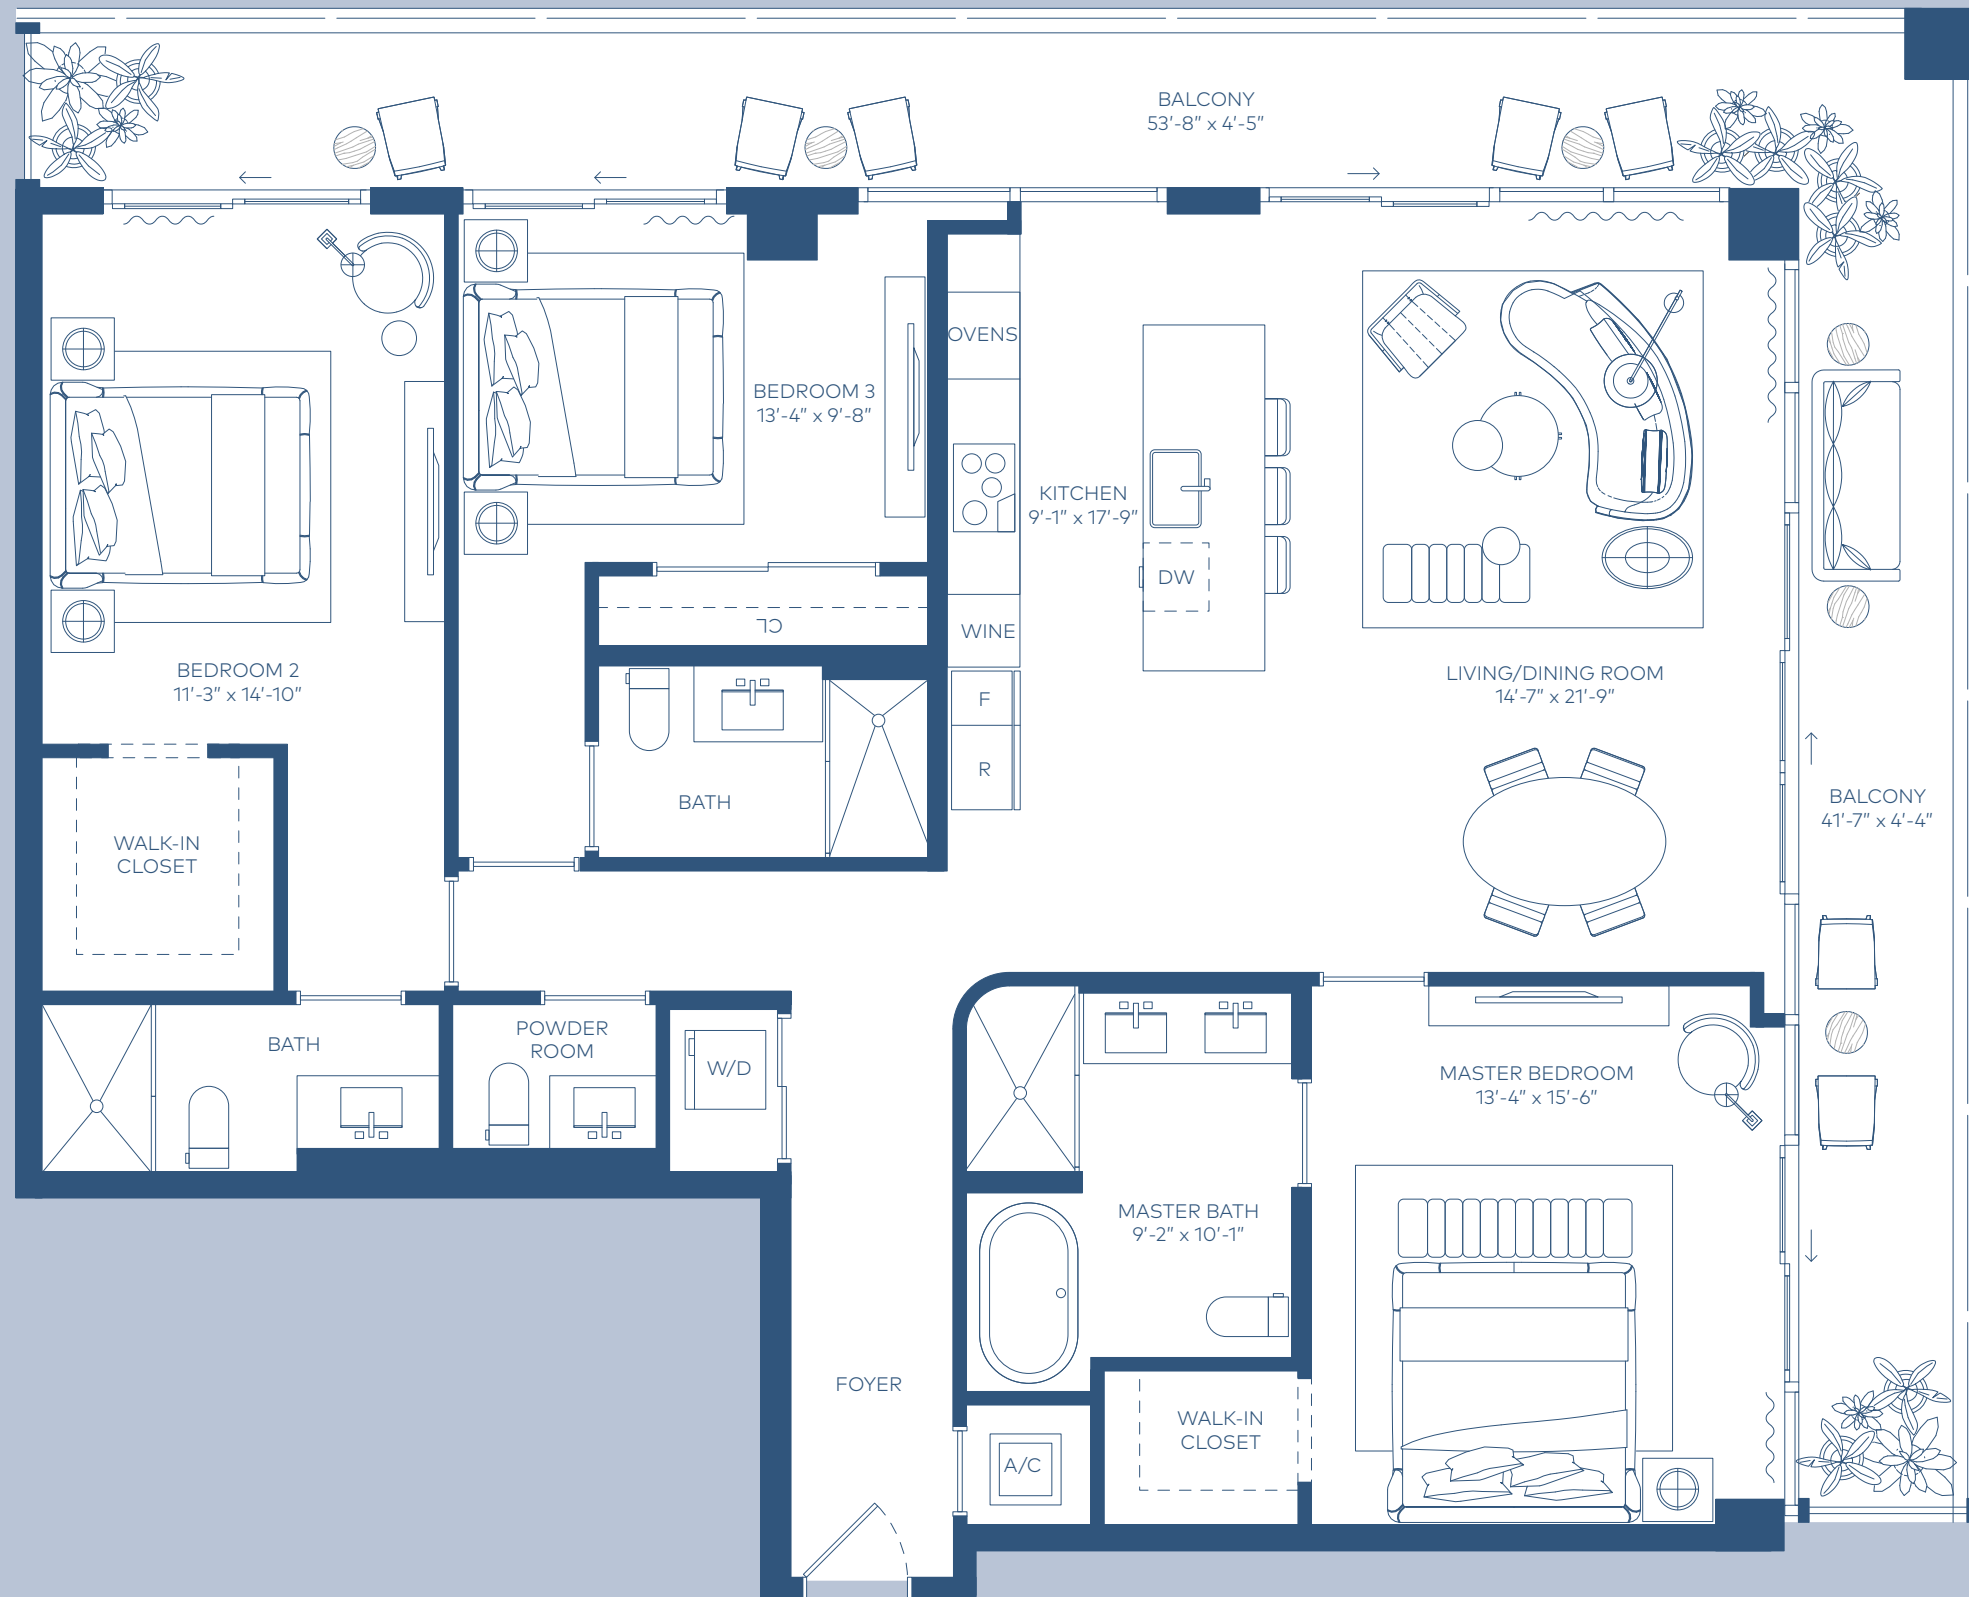 BALCONY
53'-8" x 4'-5"
OVENS
BEDROOM 3
13'-4" x 9'-8"
KITCHEN
9'-1" x 17'-9"
DW
CL
WINE
BEDROOM 2
11'-3" x 14'-10"
LIVING/DINING ROOM
14'-7" x 21'-9"
F
R
BATH
BALCONY
41'-7" x 4'-4"
WALK-IN
CLOSET
BATH
POWDER
ROOM
W/D
MASTER BEDROOM
13'-4" x 15'-6"
MASTER BATH
9'-2" x 10'-1"
FOYER
WALK-IN
CLOSET
A/C